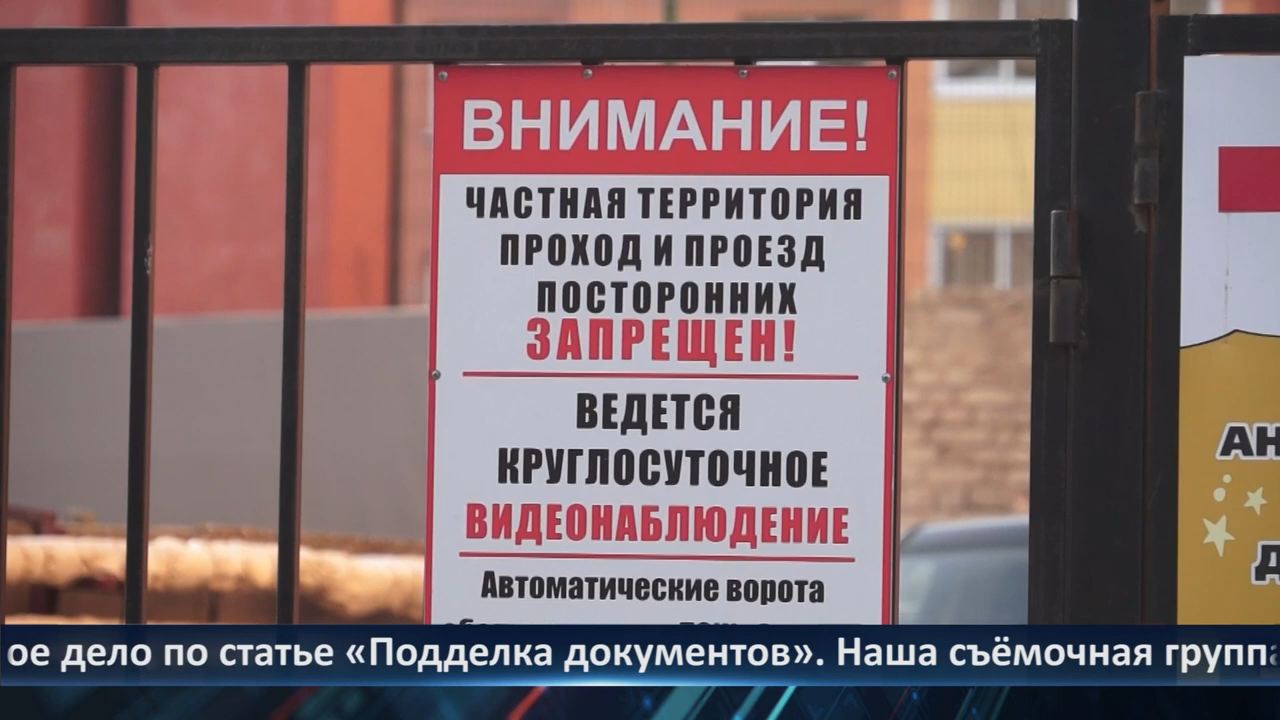 ВНИМАНИЕ!
ЧАСТНАЯ ТЕРРИТОРИЯ
ПРОХОД И ПРОЕЗД
ПОСТОРОННИХ
ЗАПРЕЩЕН!
ВЕДЕТСЯ
КРУГЛОСУТОЧНОЕ
ВИДЕОНАБЛЮДЕНИЕ
Автоматические ворота
АН
Д
ое дело по статье «Подделка документов». Наша съёмочная группа